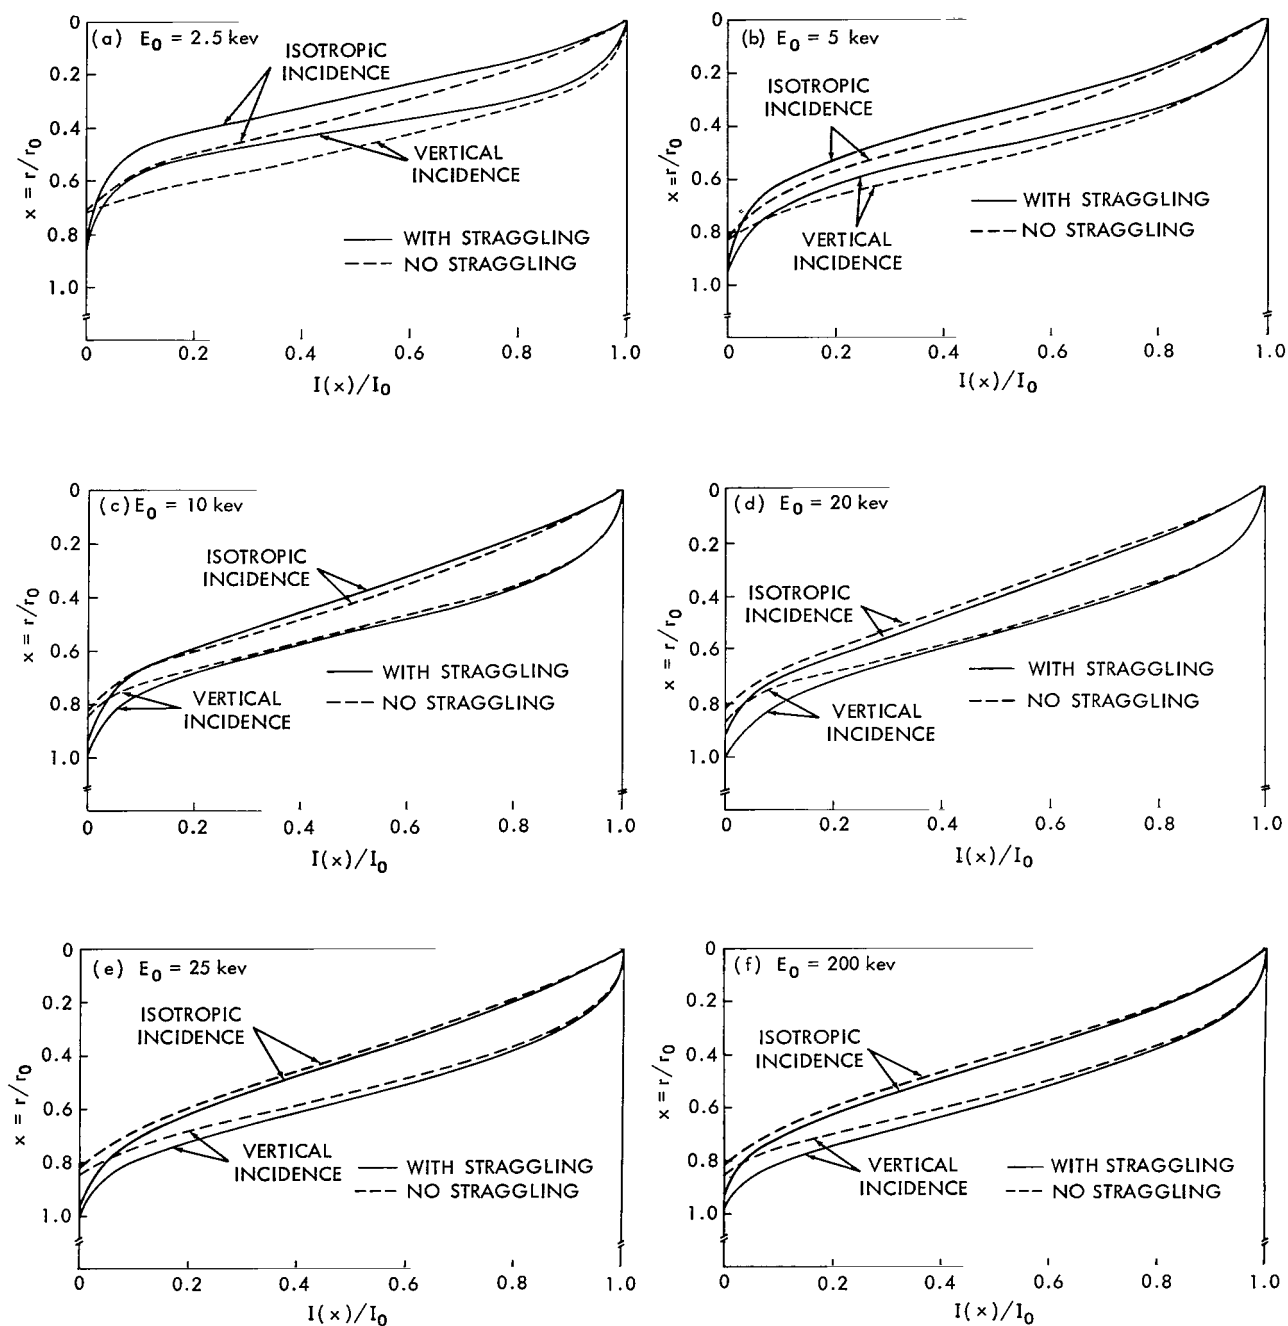 (a) E0 = 2.5 kev
ISOTROPIC
INCIDENCE
VERTICAL
INCIDENCE
WITH STRAGGLING
NO STRAGGLING
x = r/r0
0
0.2
0.4
0.6
0.8
1.0
0
0.2
0.4
0.6
0.8
1.0
I(x)/I0
(b) E0 = 5 kev
ISOTROPIC
INCIDENCE
VERTICAL
INCIDENCE
WITH STRAGGLING
NO STRAGGLING
x = r/r0
0
0.2
0.4
0.6
0.8
1.0
0
0.2
0.4
0.6
0.8
1.0
I(x)/I0
(c) E0 = 10 kev
ISOTROPIC
INCIDENCE
VERTICAL
INCIDENCE
WITH STRAGGLING
NO STRAGGLING
x = r/r0
0
0.2
0.4
0.6
0.8
1.0
0
0.2
0.4
0.6
0.8
1.0
I(x)/I0
(d) E0 = 20 kev
ISOTROPIC
INCIDENCE
VERTICAL
INCIDENCE
WITH STRAGGLING
NO STRAGGLING
x = r/r0
0
0.2
0.4
0.6
0.8
1.0
0
0.2
0.4
0.6
0.8
1.0
I(x)/I0
(e) E0 = 25 kev
ISOTROPIC
INCIDENCE
VERTICAL
INCIDENCE
WITH STRAGGLING
NO STRAGGLING
x = r/r0
0
0.2
0.4
0.6
0.8
1.0
0
0.2
0.4
0.6
0.8
1.0
I(x)/I0
(f) E0 = 200 kev
ISOTROPIC
INCIDENCE
VERTICAL
INCIDENCE
WITH STRAGGLING
NO STRAGGLING
x = r/r0
0
0.2
0.4
0.6
0.8
1.0
0
0.2
0.4
0.6
0.8
1.0
I(x)/I0